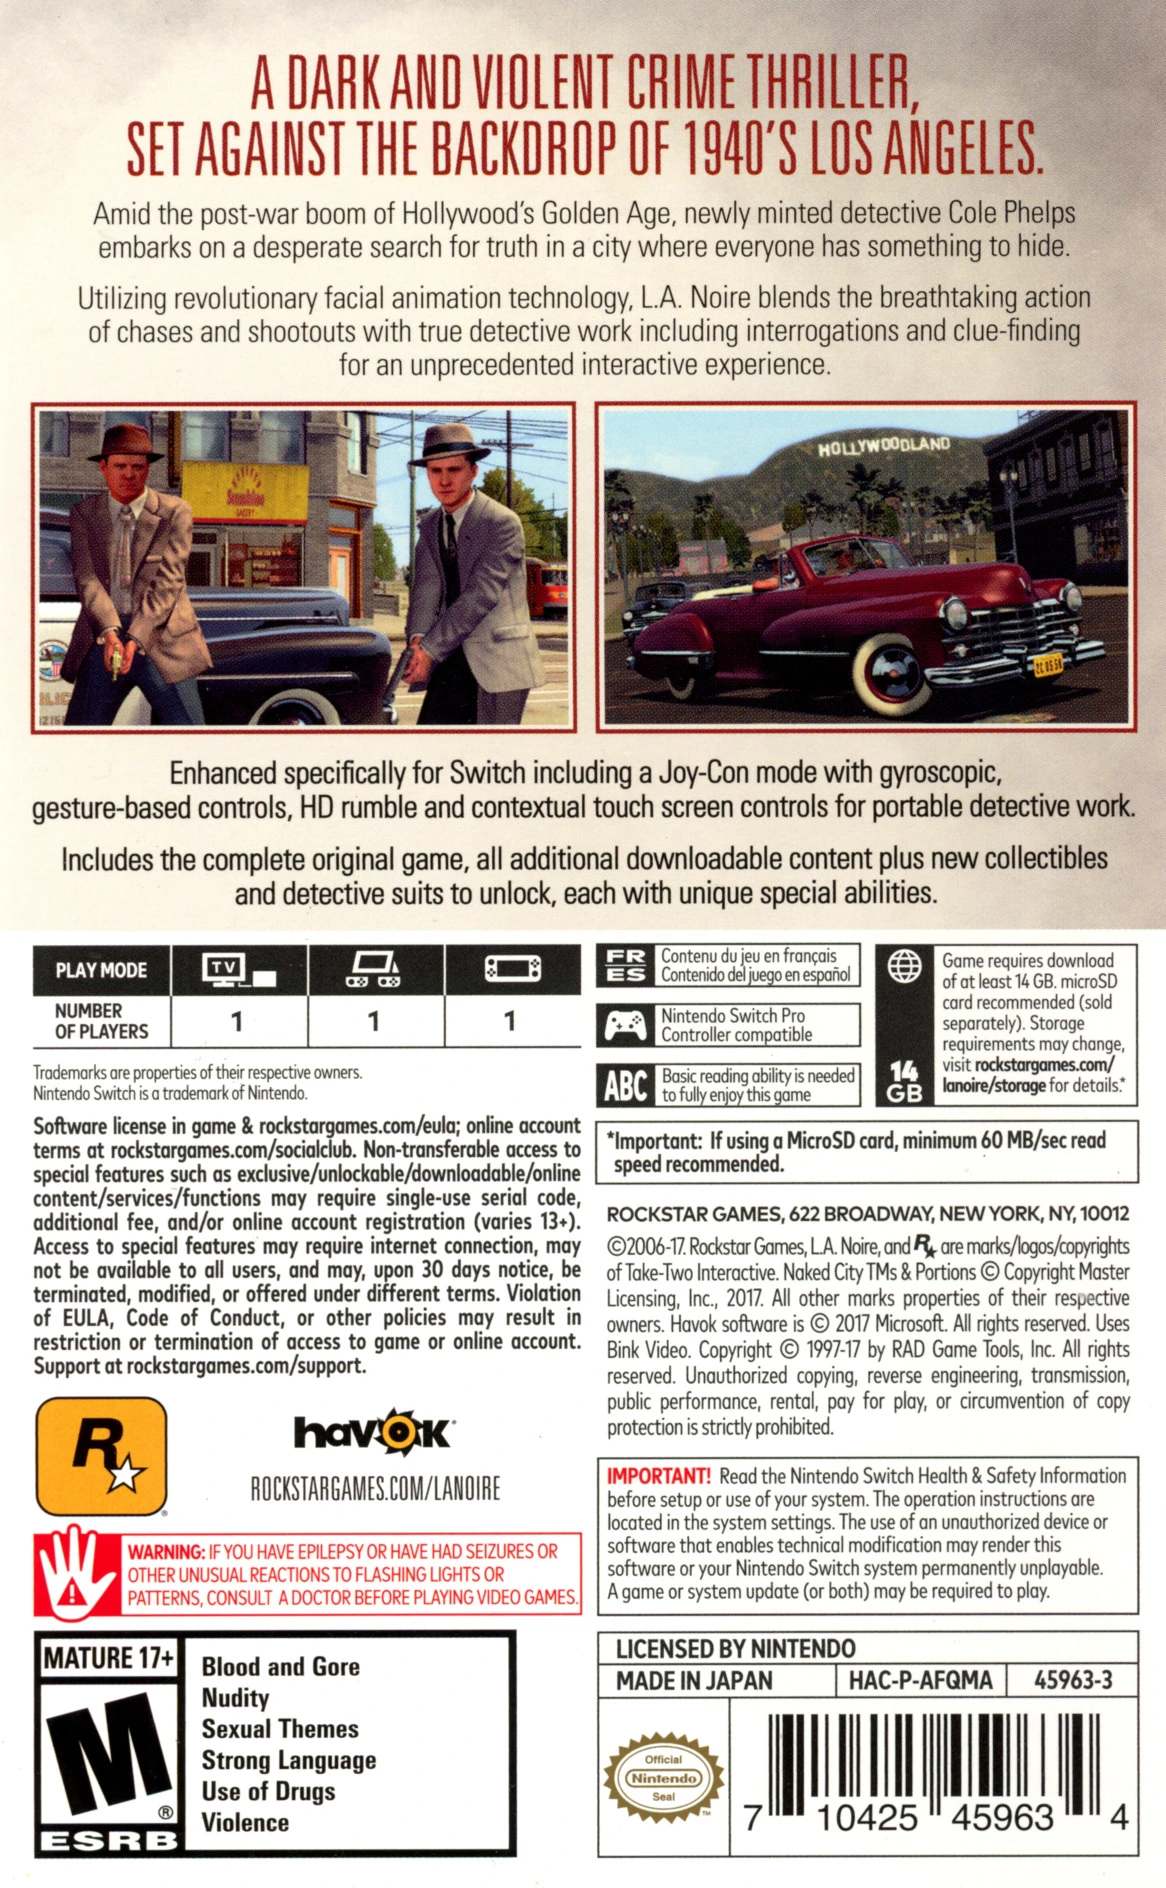 A DARK AND VIOLENT CRIME THRILLER,
SET AGAINST THE BACKDROP OF 1940'S LOS ANGELES.
Amid the post-war boom of Hollywood's Golden Age, newly minted detective Cole Phelps
embarks on a desperate search for truth in a city where everyone has something to hide.
Utilizing revolutionary facial animation technology, L.A. Noire blends the breathtaking action
of chases and shootouts with true detective work including interrogations and clue-finding
for an unprecedented interactive experience.
Sunshine
HOLLYWOODLAND
Enhanced specifically for Switch including a Joy-Con mode with gyroscopic,
gesture-based controls, HD rumble and contextual touch screen controls for portable detective work.
Includes the complete original game, all additional downloadable content plus new collectibles
and detective suits to unlock, each with unique special abilities.
PLAY MODE
TV
NUMBER
OF PLAYERS
1
1
1
Trademarks are properties of their respective owners.
Nintendo Switch is a trademark of Nintendo.
Software license in game & rockstargames.com/eula; online account
terms at rockstargames.com/socialclub. Non-transferable access to
special features such as exclusive/unlockable/downloadable/online
content/services/functions may require single-use serial code,
additional fee, and/or online account registration (varies 13+).
Access to special features may require internet connection, may
not be available to all users, and may, upon 30 days notice, be
terminated, modified, or offered under different terms. Violation
of EULA, Code of Conduct, or other policies may result in
restriction or termination of access to game or online account.
Support at rockstargames.com/support.
R
havok
ROCKSTARGAMES.COM/LANOIRE
WARNING: IF YOU HAVE EPILEPSY OR HAVE HAD SEIZURES OR
OTHER UNUSUAL REACTIONS TO FLASHING LIGHTS OR
PATTERNS, CONSULT A DOCTOR BEFORE PLAYING VIDEO GAMES.
MATURE 17+
M®
ESRB
Blood and Gore
Nudity
Sexual Themes
Strong Language
Use of Drugs
Violence
FR
ES
Contenu du jeu en français
Contenido del juego en español
Nintendo Switch Pro
Controller compatible
ABC
Basic reading ability is needed
to fully enjoy this game
14
GB
Game requires download
of at least 14 GB. microSD
card recommended (sold
separately). Storage
requirements may change,
visit rockstargames.com/
lanoire/storage for details.*
*Important: If using a MicroSD card, minimum 60 MB/sec read
speed recommended.
ROCKSTAR GAMES, 622 BROADWAY, NEW YORK, NY, 10012
©2006-17. Rockstar Games, L.A. Noire, and R are marks/logos/copyrights
of Take-Two Interactive. Naked City TMs & Portions © Copyright Master
Licensing, Inc., 2017. All other marks properties of their respective
owners. Havok software is © 2017 Microsoft. All rights reserved. Uses
Bink Video. Copyright © 1997-17 by RAD Game Tools, Inc. All rights
reserved. Unauthorized copying, reverse engineering, transmission,
public performance, rental, pay for play, or circumvention of copy
protection is strictly prohibited.
IMPORTANT! Read the Nintendo Switch Health & Safety Information
before setup or use of your system. The operation instructions are
located in the system settings. The use of an unauthorized device or
software that enables technical modification may render this
software or your Nintendo Switch system permanently unplayable.
A game or system update (or both) may be required to play.
LICENSED BY NINTENDO
MADE IN JAPAN
HAC-P-AFQMA
45963-3
Official
Nintendo
Seal
TM
7 10425 45963 4